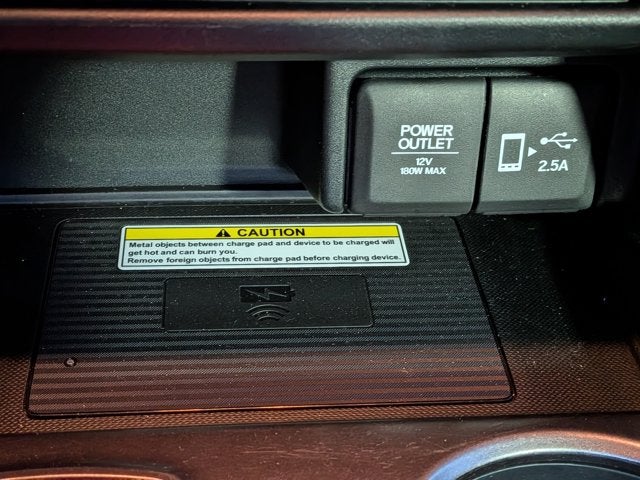 POWER
OUTLET
12V
180W MAX
2.5A
CAUTION
Metal objects between charge pad and device to be charged will
get hot and can burn you.
Remove foreign objects from charge pad before charging device.